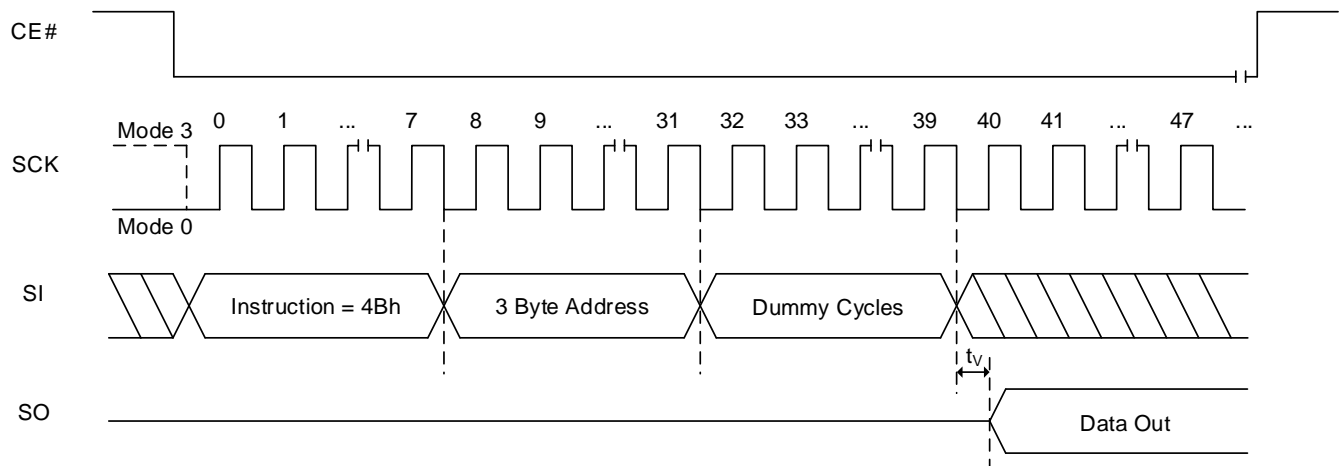 CE#
0 1 ... 7 8 9 ... 31 32 33 ... 39 40 41 ... 47 ...
Mode 3
SCK
Mode 0
SI
Instruction = 4Bh
3 Byte Address
Dummy Cycles
tV
SO
Data Out